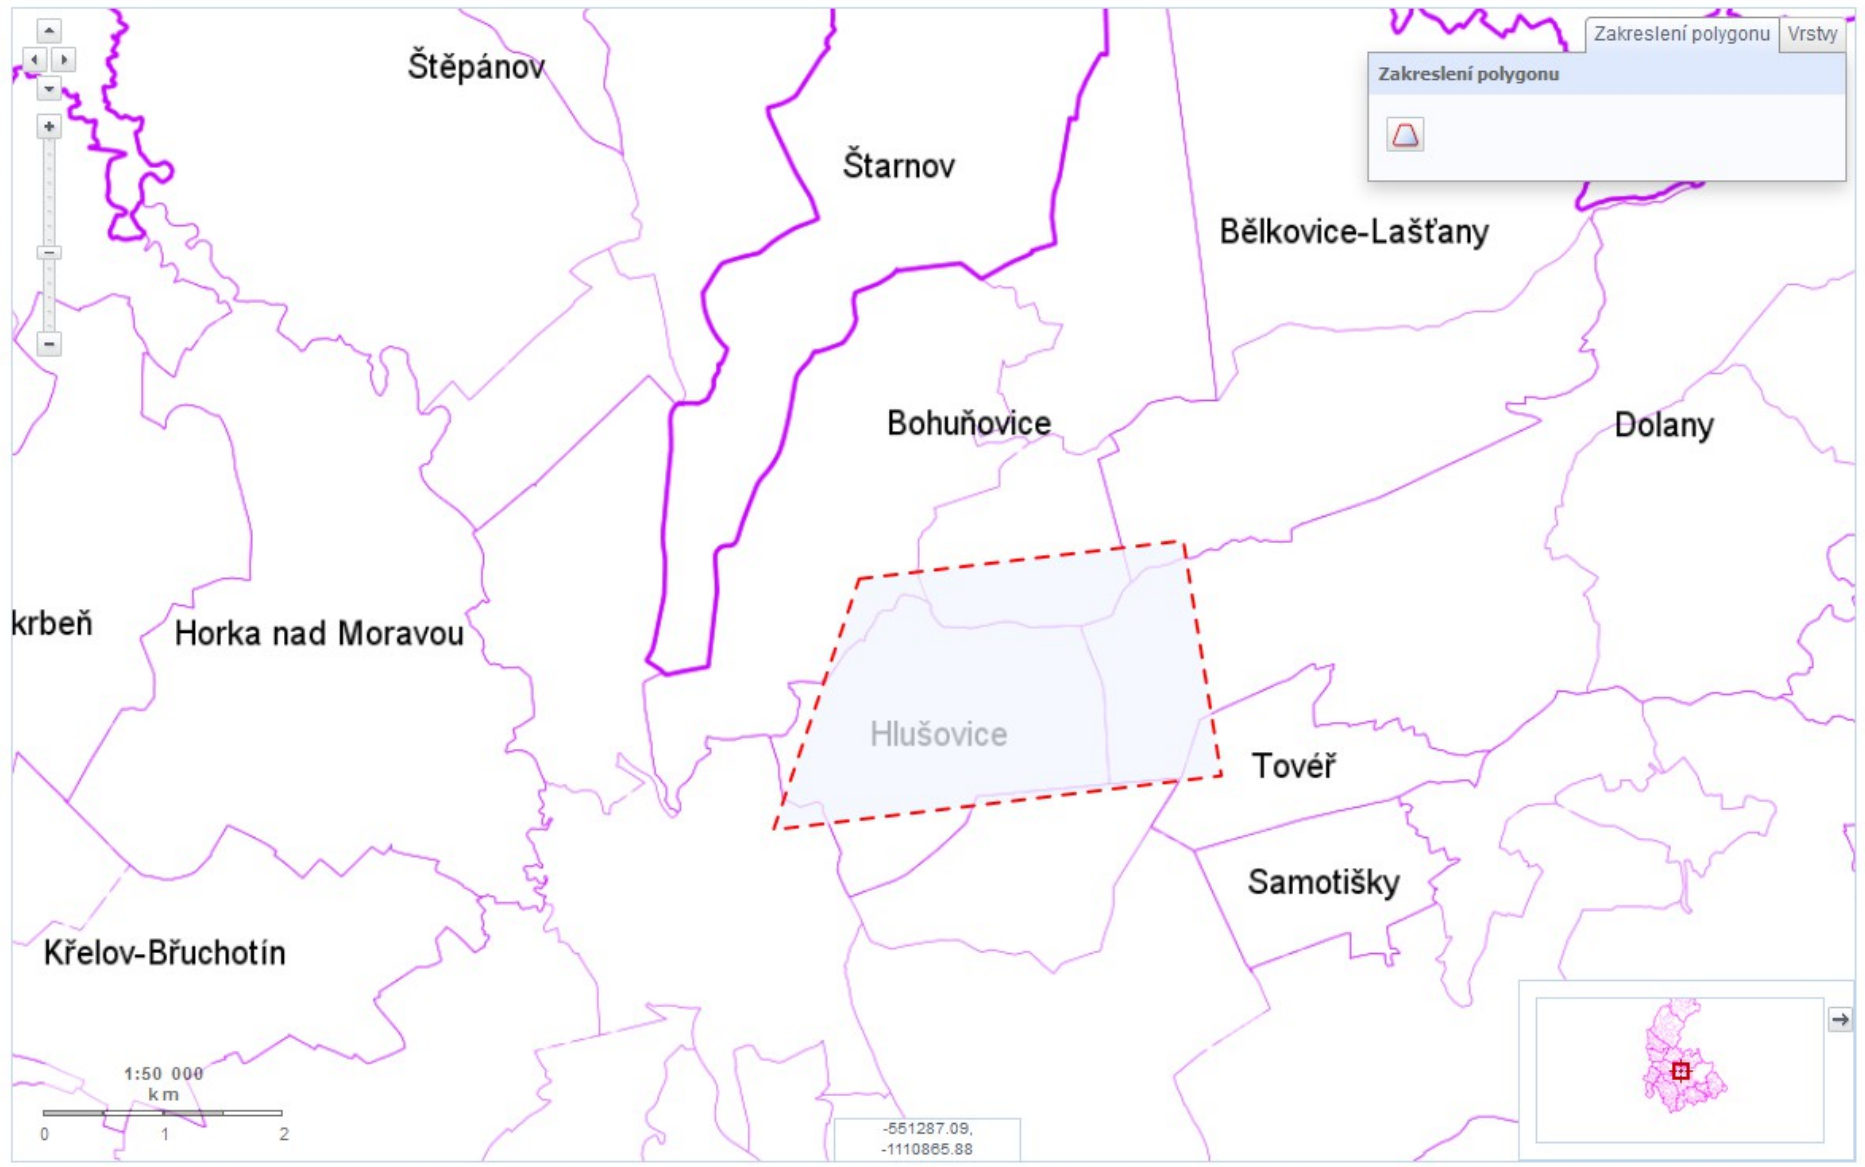 Zakreslení polygonu
Vrstvy
Zakreslení polygonu
Štěpánov
Štarnov
Bělkovice-Lašťany
Bohuňovice
Dolany
krbeň
Horka nad Moravou
Hlušovice
Tovéř
Samotišky
Křelov-Břuchotín
1:50 000
km
0 1 2
-551287.09,
-1110865.88